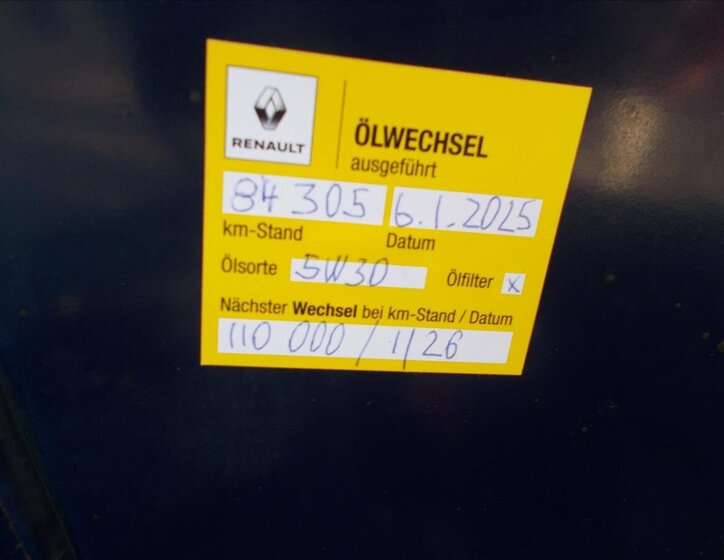 RENAULT
ÖLWECHSEL
ausgeführt
84 305 6.1.2025
km-Stand Datum
Ölsorte 5W30 Ölfilter x
Nächster Wechsel bei km-Stand / Datum
110 000 / 1/26